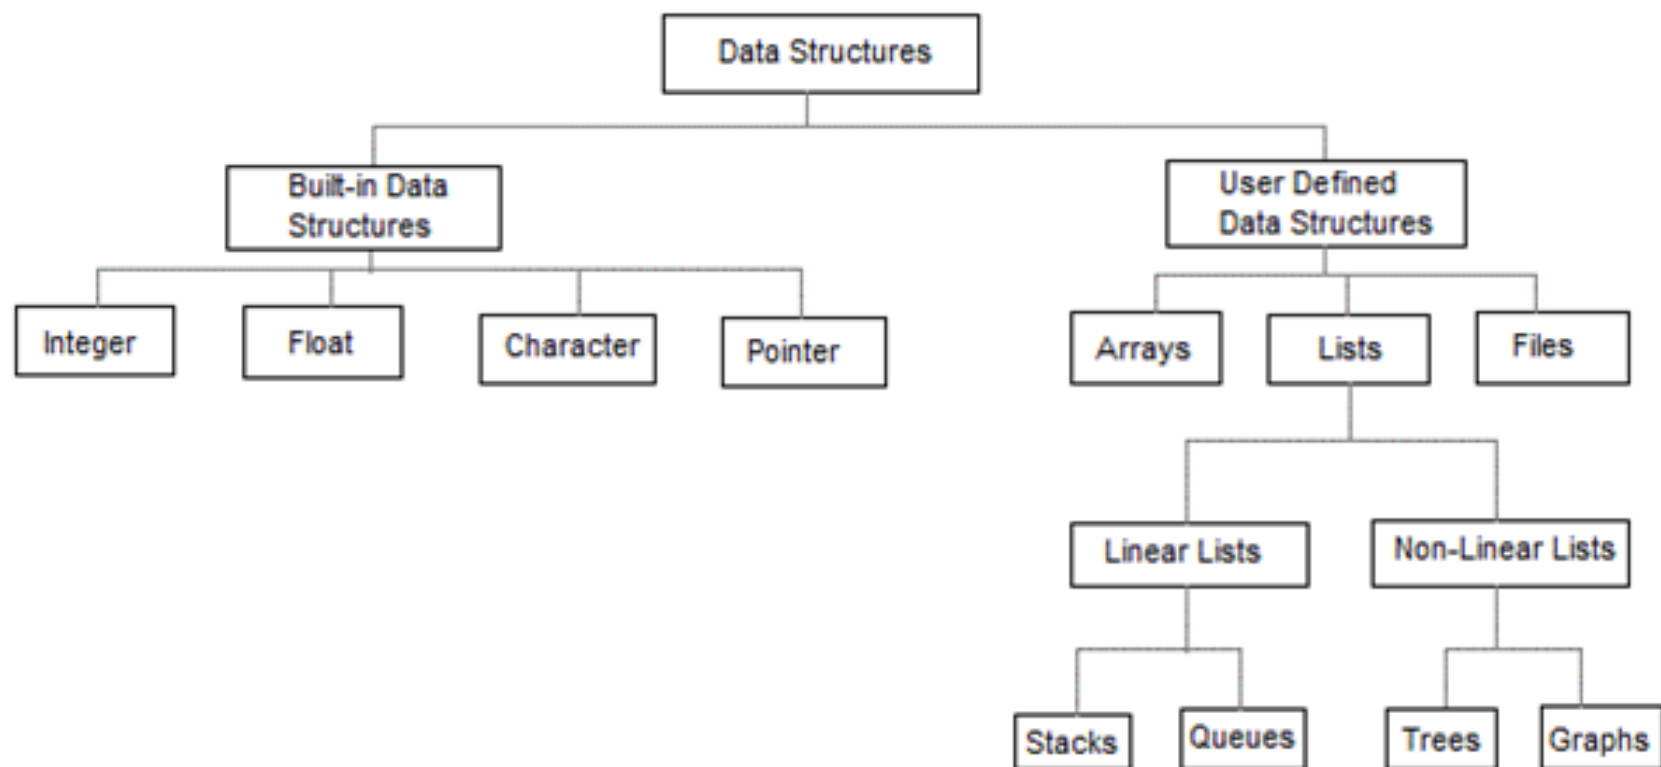 Data Structures
Built-in Data
Structures
User Defined
Data Structures
Integer
Float
Character
Pointer
Arrays
Lists
Files
Linear Lists
Non-Linear Lists
Stacks
Queues
Trees
Graphs